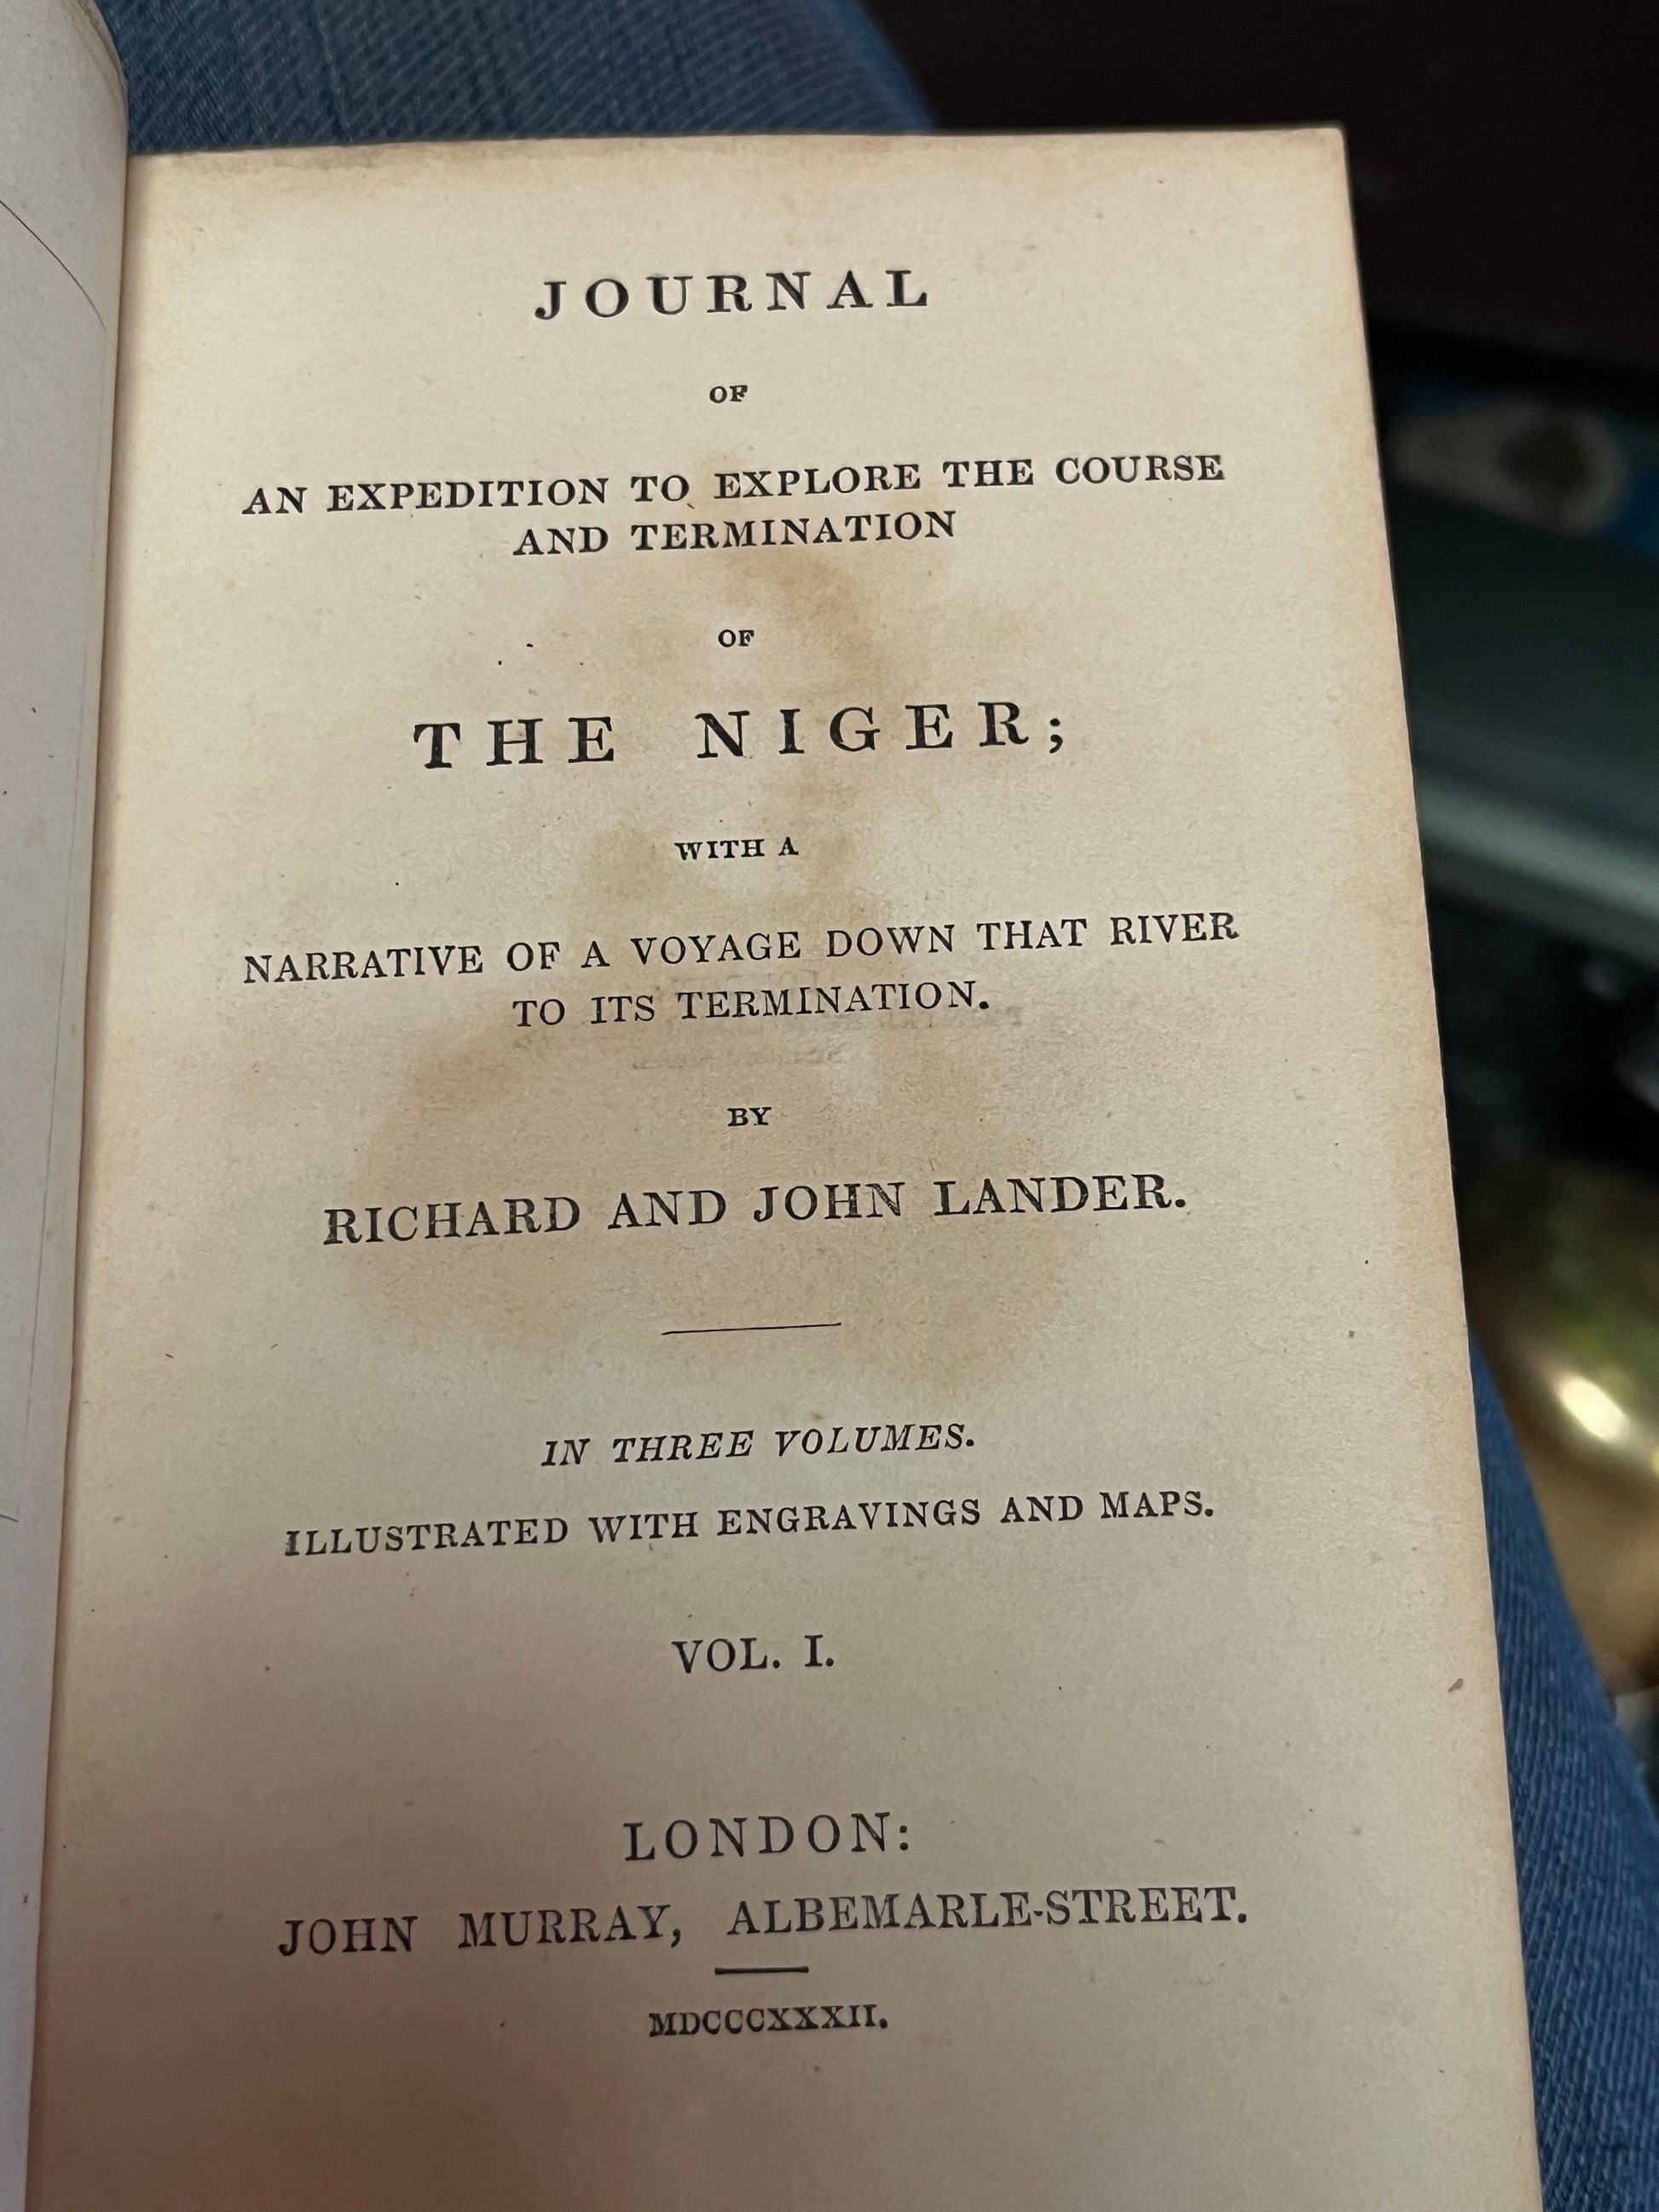 JOURNAL
OF
AN EXPEDITION TO EXPLORE THE COURSE
AND TERMINATION
OF
THE NIGER;
WITH A
NARRATIVE OF A VOYAGE DOWN THAT RIVER
TO ITS TERMINATION.
BY
RICHARD AND JOHN LANDER.
IN THREE VOLUMES.
ILLUSTRATED WITH ENGRAVINGS AND MAPS.
VOL. I.
LONDON:
JOHN MURRAY, ALBEMARLE-STREET.
MDCCCXXXII.